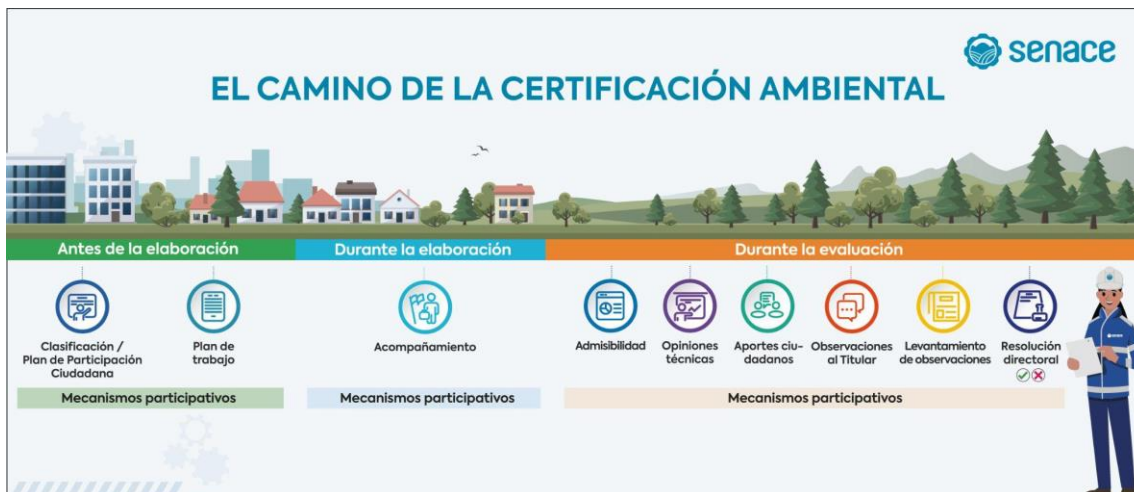 senace
EL CAMINO DE LA CERTIFICACIÓN AMBIENTAL
Antes de la elaboración
Durante la elaboración
Durante la evaluación
Clasificación /
Plan de Participación
Ciudadana
Plan de
trabajo
Acompañamiento
Admisibilidad
Opiniones
técnicas
Aportes ciu-
dadanos
Observaciones
al Titular
Levantamiento
de observaciones
Resolución
directoral
Mecanismos participativos
Mecanismos participativos
Mecanismos participativos